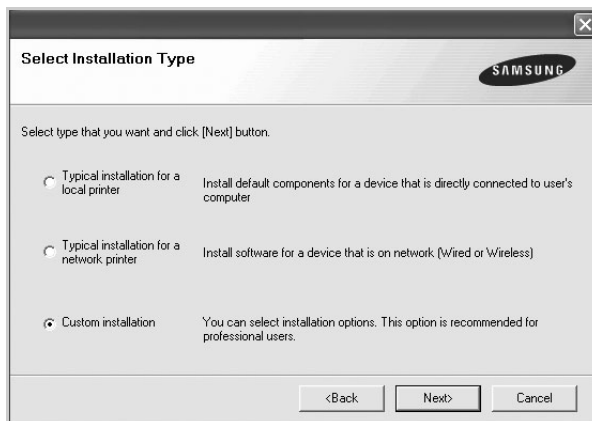 Select Installation Type
SAMSUNG
Select type that you want and click [Next] button.
Typical installation for a
local printer
Install default components for a device that is directly connected to user's
computer
Typical installation for a
network printer
Install software for a device that is on network (Wired or Wireless)
Custom installation
You can select installation options. This option is recommended for
professional users.
<Back
Next>
Cancel